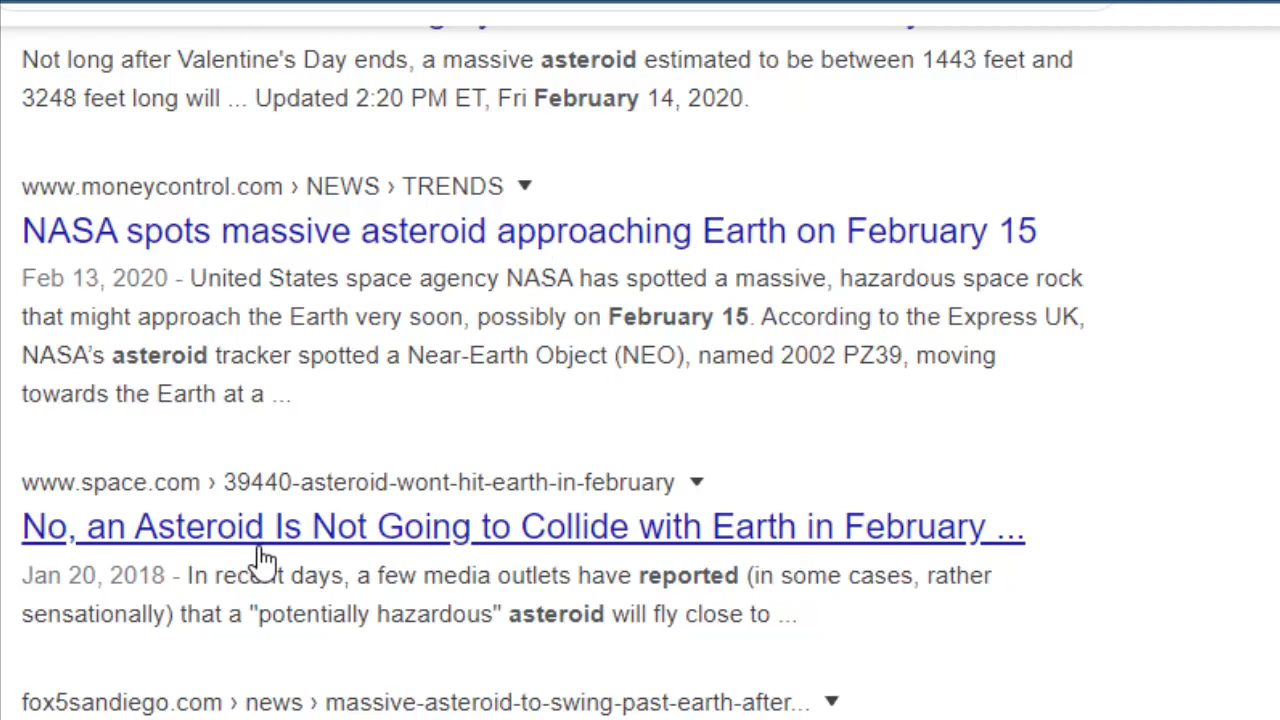 Not long after Valentine's Day ends, a massive asteroid estimated to be between 1443 feet and
3248 feet long will ... Updated 2:20 PM ET, Fri February 14, 2020.
www.moneycontrol.com › NEWS › TRENDS
NASA spots massive asteroid approaching Earth on February 15
Feb 13, 2020 - United States space agency NASA has spotted a massive, hazardous space rock
that might approach the Earth very soon, possibly on February 15. According to the Express UK,
NASA’s asteroid tracker spotted a Near-Earth Object (NEO), named 2002 PZ39, moving
towards the Earth at a ...
www.space.com › 39440-asteroid-wont-hit-earth-in-february
No, an Asteroid Is Not Going to Collide with Earth in February ...
Jan 20, 2018 - In recent days, a few media outlets have reported (in some cases, rather
sensationally) that a "potentially hazardous" asteroid will fly close to ...
fox5sandiego.com › news › massive-asteroid-to-swing-past-earth-after...